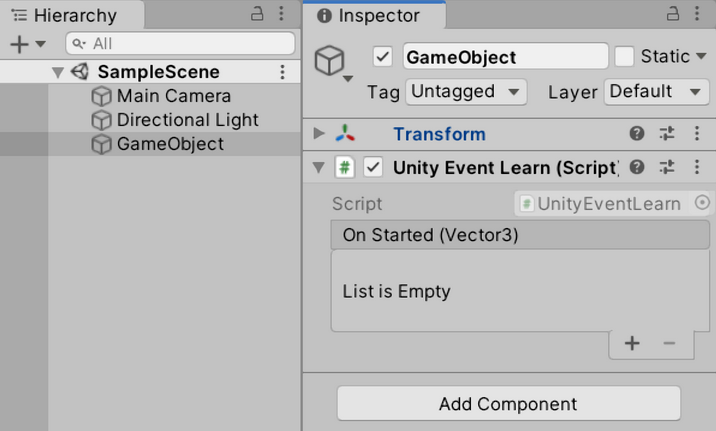 Hierarchy
All
SampleScene
Main Camera
Directional Light
GameObject
Inspector
GameObject
Static
Tag Untagged Layer Default
Transform
# Unity Event Learn (Script)
Script # UnityEventLearn
On Started (Vector3)
List is Empty
Add Component